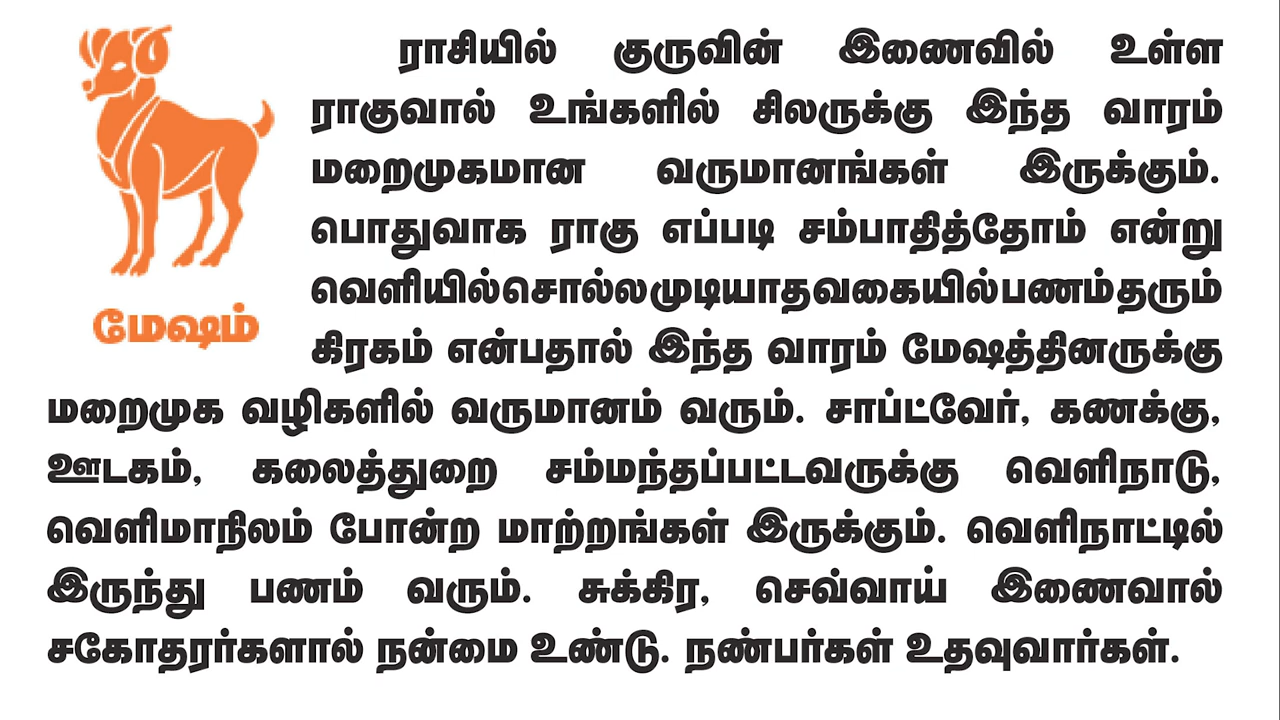 ராசியில் குருவின் இணைவில் உள்ள
ராகுவால் உங்களில் சிலருக்கு இந்த வாரம்
மறைமுகமான வருமானங்கள் இருக்கும்.
பொதுவாக ராகு எப்படி சம்பாதித்தோம் என்று
வெளியில்சொல்லமுடியாதவகையில்பணம்தரும்
கிரகம் என்பதால் இந்த வாரம் மேஷத்தினருக்கு
மறைமுக வழிகளில் வருமானம் வரும். சாப்ட்வேர், கணக்கு,
ஊடகம், கலைத்துறை சம்மந்தப்பட்டவருக்கு வெளிநாடு,
வெளிமாநிலம் போன்ற மாற்றங்கள் இருக்கும். வெளிநாட்டில்
இருந்து பணம் வரும். சுக்கிர, செவ்வாய் இணைவால்
சகோதரர்களால் நன்மை உண்டு. நண்பர்கள் உதவுவார்கள்.
மேஷம்